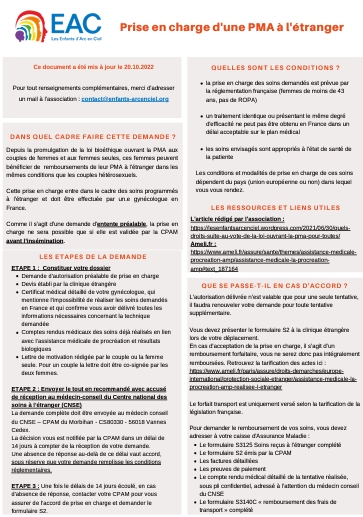 EAC
Les Enfants d'Arc en Ciel
Prise en charge d'une PMA à l'étranger
Ce document a été mis à jour le 20.10.2022
Pour tout renseignements complémentaires, merci d'adresser
un mail à l'association : contact@enfants-arcenciel.org
DANS QUEL CADRE FAIRE CETTE DEMANDE ?
Depuis la promulgation de la loi bioéthique ouvrant la PMA aux
couples de femmes et aux femmes seules, ces femmes peuvent
bénéficier de remboursements de leur PMA à l'étranger dans les
mêmes conditions que les couples hétérosexuels.
Cette prise en charge entre dans le cadre des soins programmés
à l'étranger et doit être effectuée par un.e gynécologue en
France.
Comme il s'agit d'une demande d'entente préalable, la prise en
charge ne sera possible que si elle est validée par la CPAM
avant l'insémination.
LES ETAPES DE LA DEMANDE
ETAPE 1 : Constituer votre dossier
Demande d'autorisation préalable de prise en charge
Devis établi par la clinique étrangère
Certificat médical détaillé de votre gynécologue, qui
mentionne l'impossibilité de réaliser les soins demandés
en France et qui confirme vous avoir délivré toutes les
informations nécessaires concernant la technique
demandée
Comptes rendus médicaux des soins déjà réalisés en lien
avec l'assistance médicale de procréation et résultats
biologiques
Lettre de motivation rédigée par le couple ou la femme
seule. Pour un couple la lettre doit être co-signée par les
deux femmes.
ETAPE 2 : Envoyer le tout en recommandé avec accusé
de réception au médecin-conseil du Centre national des
soins à l'étranger (CNSE)
La demande complète doit être envoyée au médecin conseil
du CNSE – CPAM du Morbihan - CS80330 - 56018 Vannes
Cedex.
La décision vous est notifiée par la CPAM dans un délai de
14 jours à compter de la réception de votre demande.
Une absence de réponse au-delà de ce délai vaut accord,
sous réserve que votre demande remplisse les conditions
réglementaires.
ETAPE 3 : Une fois le délai de 14 jours écoulé, en cas
d'absence de réponse, contacter votre CPAM pour vous
assurer de l'accord de prise en charge et demander le
formulaire S2.
QUELLES SONT LES CONDITIONS ?
la prise en charge des soins demandés est prévue par
la réglementation française (femmes de moins de 43
ans, pas de ROPA)
un traitement identique ou présentant le même degré
d'efficacité ne peut pas être obtenu en France dans un
délai acceptable sur le plan médical
les soins envisagés sont appropriés à l'état de santé de
la patiente
Les conditions et modalités de prise en charge de ces soins
dépendent du pays (union européenne ou non) dans lequel
vous vous rendez.
LES RESSOURCES ET LIENS UTILES
L'article rédigé par l'association :
https://lesenfantsdarcenciel.wordpress.com/2021/06/30/quels-
droits-suite-au-vote-de-la-loi-ouvrant-la-pma-pour-toutes/
Ameli.fr :
https://www.ameli.fr/assure/sante/themes/assistance-medicale-
procreation-amp/assistance-medicale-la-procreation-
amp#text_187164
QUE SE PASSE-T-IL EN CAS D'ACCORD ?
L'autorisation délivrée n'est valable que pour une seule tentative,
il faudra renouveler votre demande pour toute tentative
supplémentaire.
Vous devez présenter le formulaire S2 à la clinique étrangère
lors de votre déplacement.
En cas d'acceptation de la prise en charge, il s'agit d'un
remboursement forfaitaire, vous ne serez donc pas intégralement
remboursés. Retrouvez la tarification des actes ici :
https://www.ameli.fr/paris/assure/droits-demarches/europe-
international/protection-sociale-etranger/assistance-medicale-la-
procreation-amp-realisee-l-etranger
Le forfait transport est uniquement versé selon la tarification de la
législation française.
Pour demander le remboursement de vos soins, vous devez
adresser à votre caisse d'Assurance Maladie :
Le formulaire S3125 Soins reçus à l'étranger complété
Le formulaire S2 émis par la CPAM
Les factures détaillées
Les preuves de paiement
Le compte rendu médical détaillé de la tentative réalisée,
sous pli confidentiel, adressé à l'attention du médecin conseil
du CNSE
Le formulaire S3140C « remboursement des frais de
transport » complété